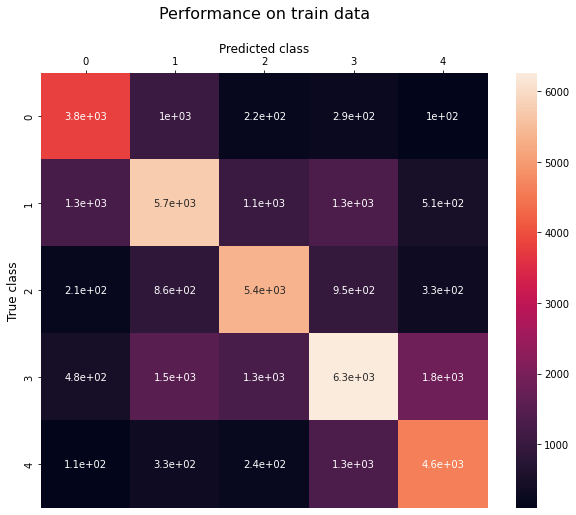 Performance on train data
Predicted class
0 1 2 3 4
0 3.8e+03 1e+03 2.2e+02 2.9e+02 1e+02
1 1.3e+03 5.7e+03 1.1e+03 1.3e+03 5.1e+02
2 2.1e+02 8.6e+02 5.4e+03 9.5e+02 3.3e+02
3 4.8e+02 1.5e+03 1.3e+03 6.3e+03 1.8e+03
4 1.1e+02 3.3e+02 2.4e+02 1.3e+03 4.6e+03
True class
6000
5000
4000
3000
2000
1000